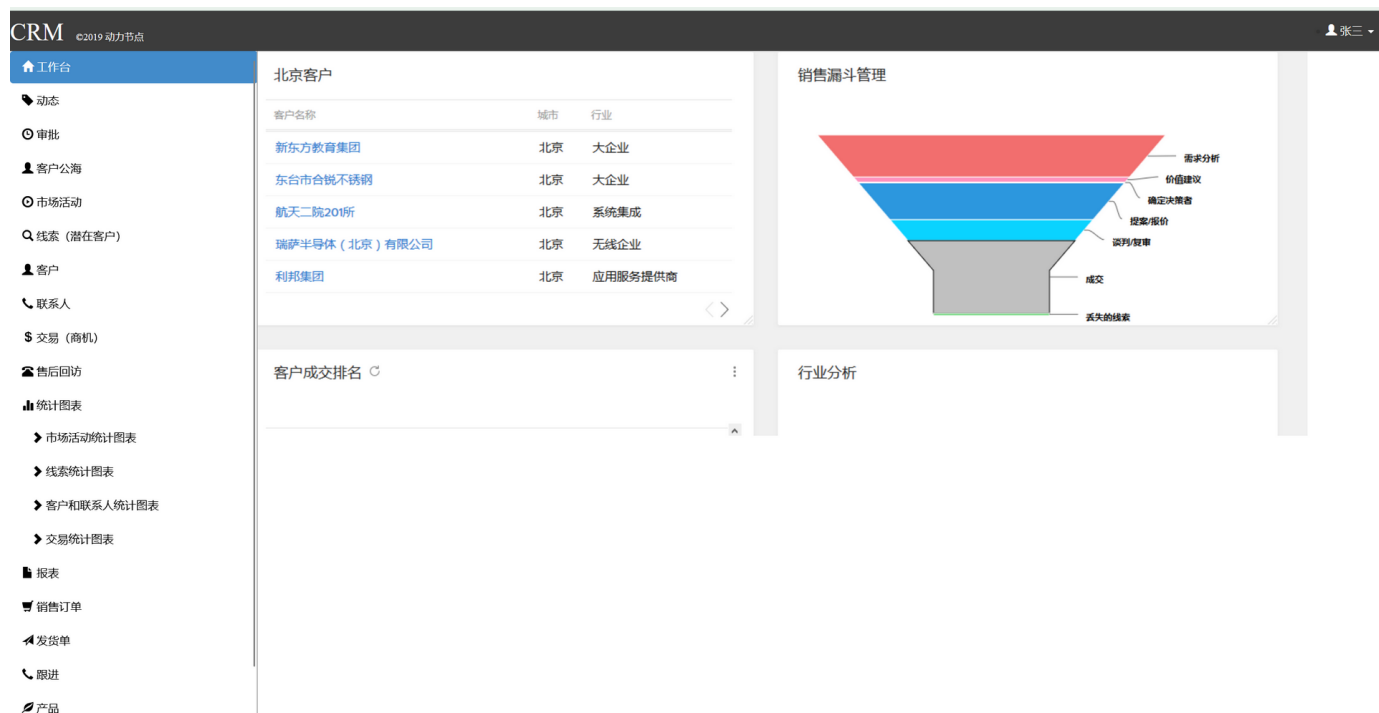 CRM ©2019 动力节点
张三
工作台
动态
审批
客户公海
市场活动
线索（潜在客户）
客户
联系人
交易（商机）
售后回访
统计图表
市场活动统计图表
线索统计图表
客户和联系人统计图表
交易统计图表
报表
销售订单
发货单
跟进
产品
北京客户
客户名称 城市 行业
新东方教育集团 北京 大企业
东台市合锐不锈钢 北京 大企业
航天二院201所 北京 系统集成
瑞萨半导体（北京）有限公司 北京 无线企业
利邦集团 北京 应用服务提供商
销售漏斗管理
需求分析
价值建议
确定决策者
提案/报价
谈判/复审
成交
丢失的线索
客户成交排名
行业分析